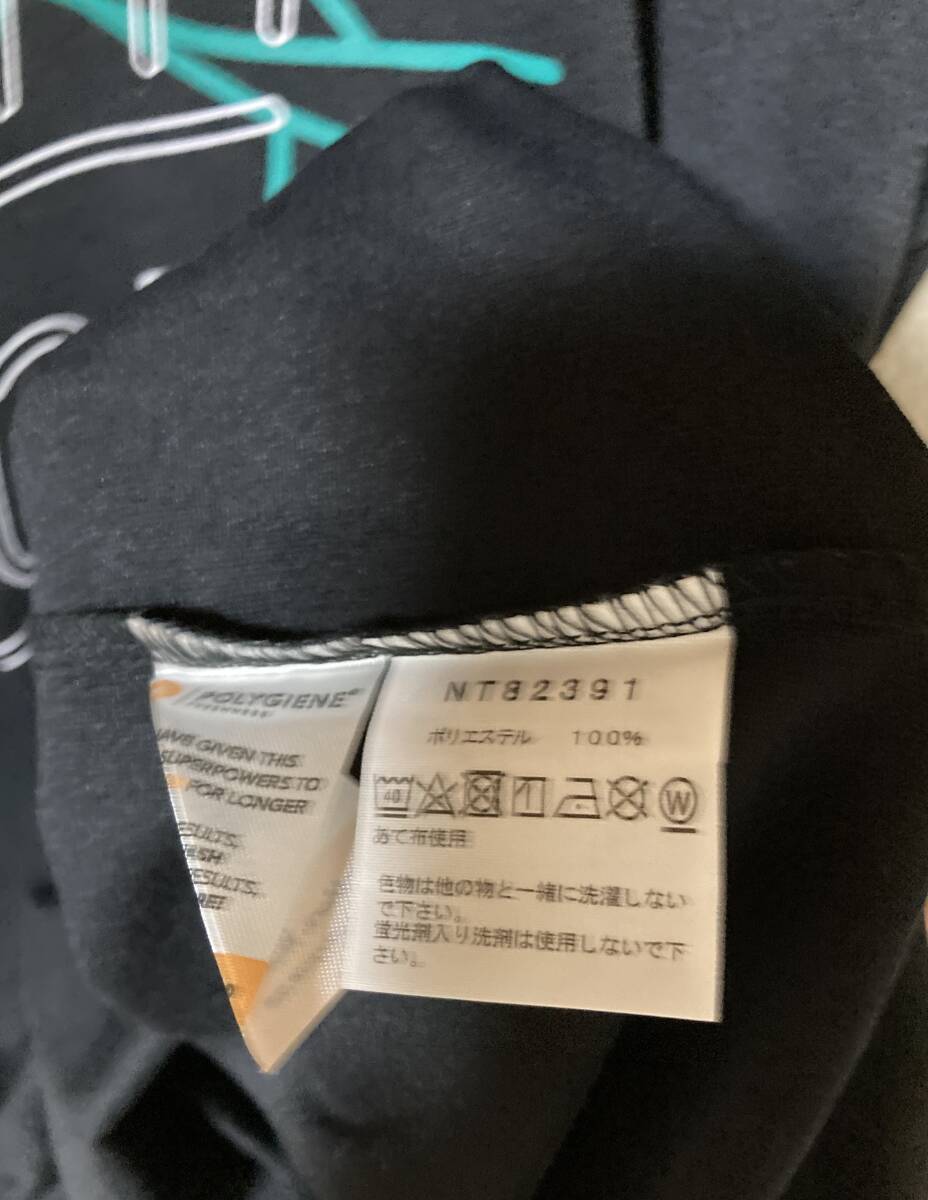 POLYGIENE®
FRESHNESS
HAVE GIVEN THIS
SUPERPOWERS TO
FOR LONGER
RESULTS,
RESULTS,
NT82391
ポリエステル 100%
40
W
あて布使用
色物は他の物と一緒に洗濯しない
で下さい。
蛍光剤入り洗剤は使用しないで下
さい。